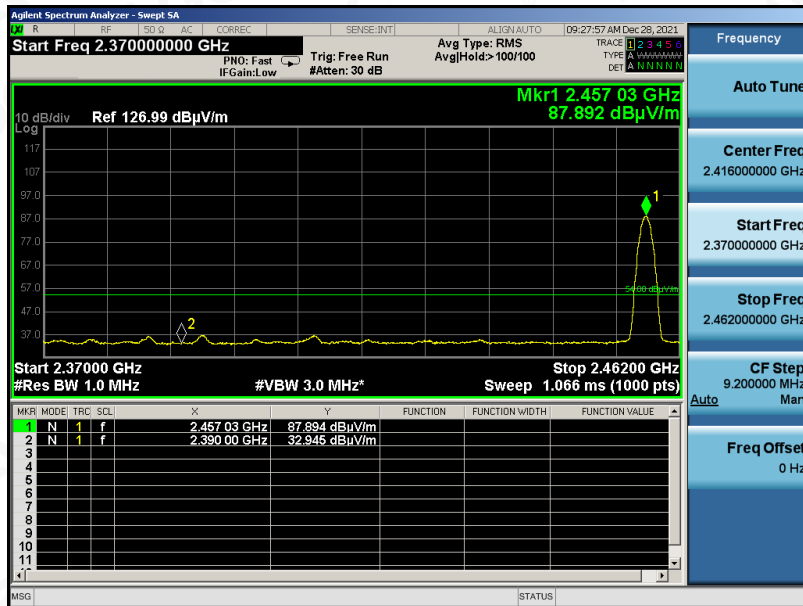 Agilent Spectrum Analyzer - Swept SA
LXI R RF 50 Ω AC CORREC SENSE:INT ALIGN AUTO 09:27:57 AM Dec 28, 2021
Start Freq 2.370000000 GHz
PNO: Fast
IFGain:Low
Trig: Free Run
#Atten: 30 dB
Avg Type: RMS
Avg|Hold:>100/100
TRACE 1 2 3 4 5 6
TYPE A
DET A N N N N N
Mkr1 2.457 03 GHz
87.892 dBµV/m
10 dB/div
Log
Ref 126.99 dBµV/m
117
107
97.0
87.0
77.0
67.0
57.0
47.0
37.0
1
54.00 dBµV/m
2
Start 2.37000 GHz Stop 2.46200 GHz
#Res BW 1.0 MHz #VBW 3.0 MHz* Sweep 1.066 ms (1000 pts)
MKR MODE TRC SCL X Y FUNCTION FUNCTION WIDTH FUNCTION VALUE
1 N 1 f 2.457 03 GHz 87.894 dBµV/m
2 N 1 f 2.390 00 GHz 32.945 dBµV/m
3
4
5
6
7
8
9
10
11
MSG STATUS
Frequency
Auto Tune
Center Freq
2.416000000 GHz
Start Freq
2.370000000 GHz
Stop Freq
2.462000000 GHz
CF Step
9.200000 MHz
Auto Man
Freq Offset
0 Hz